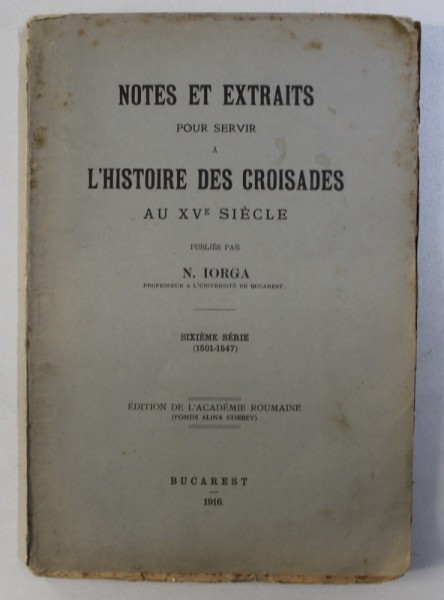 NOTES ET EXTRAITS
POUR SERVIR
A
L'HISTOIRE DES CROISADES
AU XVE SIÈCLE
PUBLIÉS PAR
N. IORGA
PROFESSEUR A L'UNIVERSITÉ DE BUCAREST.
SIXIÈME SÉRIE
(1501-1547)
ÉDITION DE L'ACADÉMIE ROUMAINE
(FONDS ALINA STIRBEY)
BUCAREST
1916.